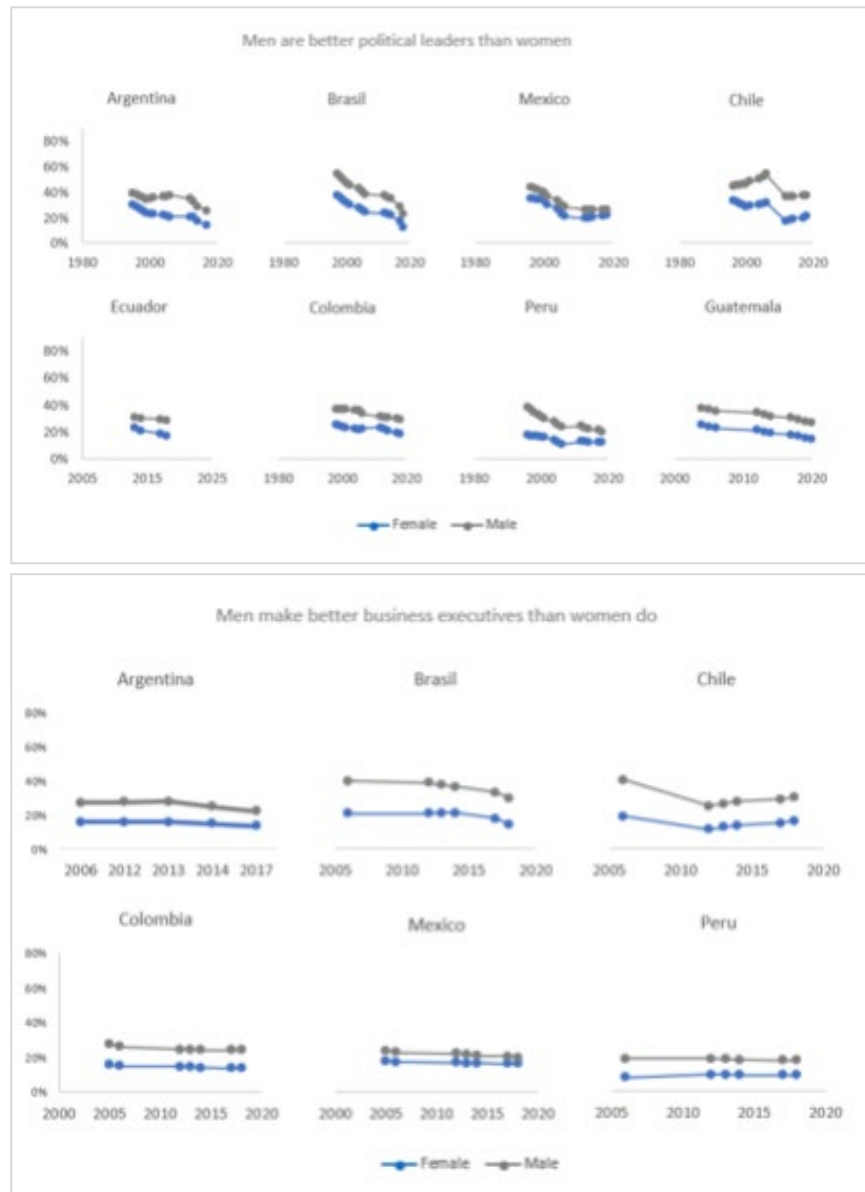 Men are better political leaders than women
Argentina Brasil Mexico Chile
80%
60%
40%
20%
0%
1980 2000 2020 1980 2000 2020 1980 2000 2020 1980 2000 2020
Ecuador Colombia Peru Guatemala
80%
60%
40%
20%
0%
2005 2015 2025 1980 2000 2020 1980 2000 2020 2000 2010 2020
Female Male
Men make better business executives than women do
Argentina Brasil Chile
80%
60%
40%
20%
0%
2006 2012 2013 2014 2017 2005 2010 2015 2020 2005 2010 2015 2020
Colombia Mexico Peru
80%
60%
40%
20%
0%
2000 2005 2010 2015 2020 2000 2005 2010 2015 2020 2005 2010 2015 2020
Female Male